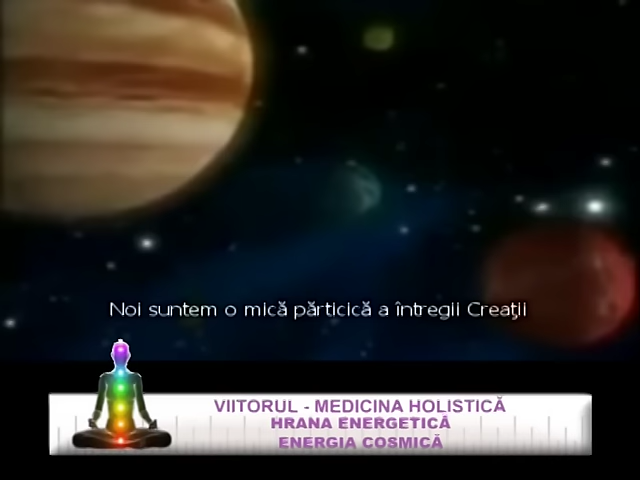 Noi suntem o mică părticică a întregii Creaţii
VIITORUL - MEDICINA HOLISTICĂ
HRANA ENERGETICĂ
ENERGIA COSMICĂ